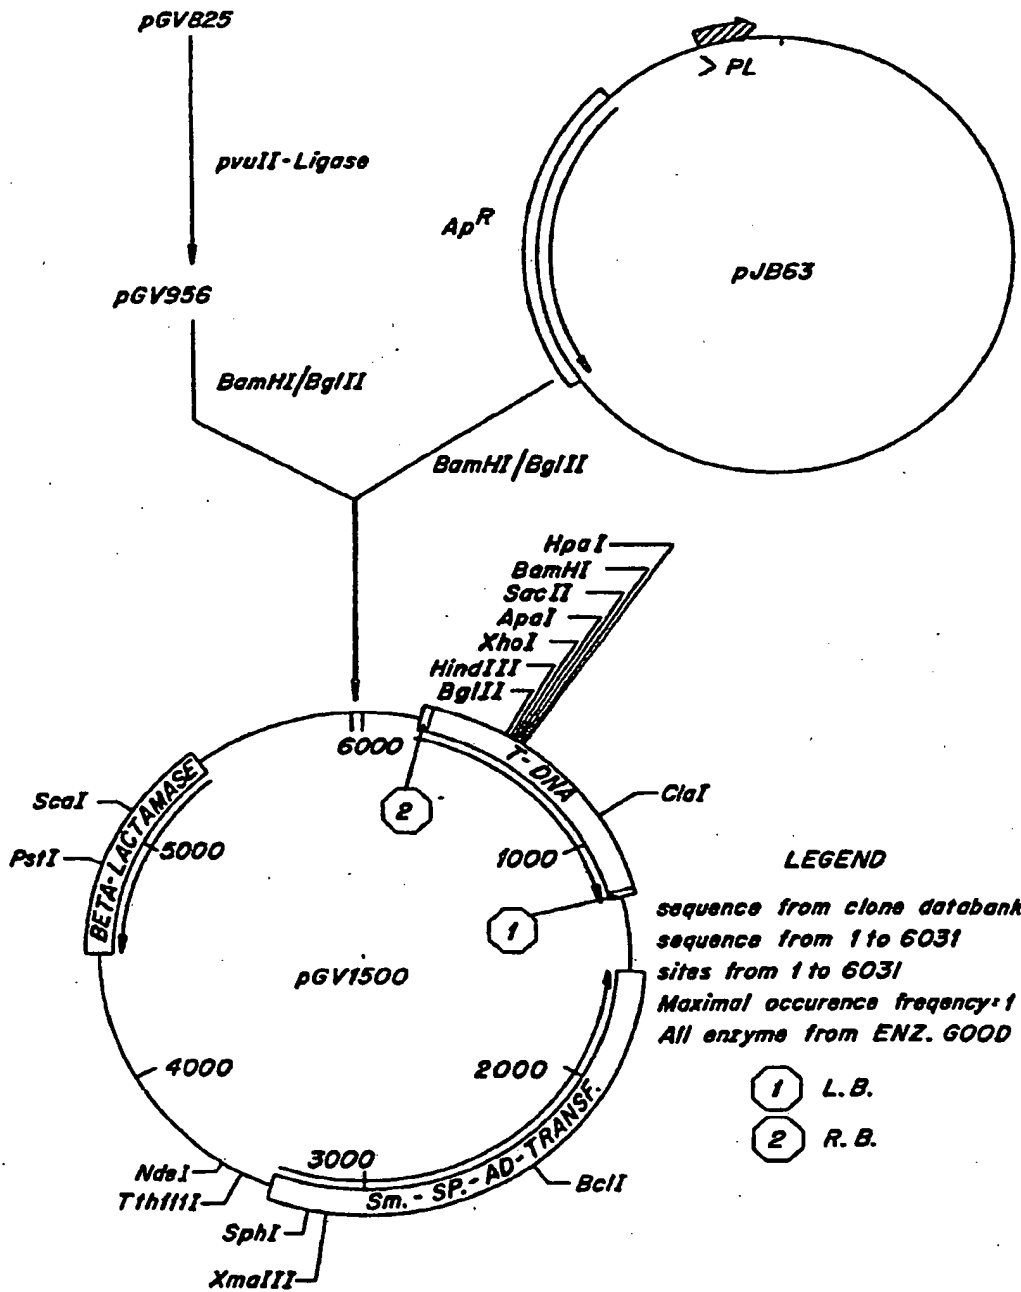 pGV825
> PL
pvuII-Ligase
Ap^R
pJB63
pGV956
BamHI/BglII
BamHI/BglII
HpaI
BamHI
SacII
ApaI
XhoI
HindIII
BglII
6000
T-DNA
2
ClaI
BETA-LACTAMASE
ScaI
PstI
5000
1000
1
LEGEND
sequence from clone databank
sequence from 1 to 6031
sites from 1 to 6031
Maximal occurence freqency: 1
All enzyme from ENZ. GOOD
1 L.B.
2 R.B.
pGV1500
4000
2000
3000
Sm.-SP.-AD-TRANSF.
NdeI
Tth111I
SphI
XmaIII
BclI